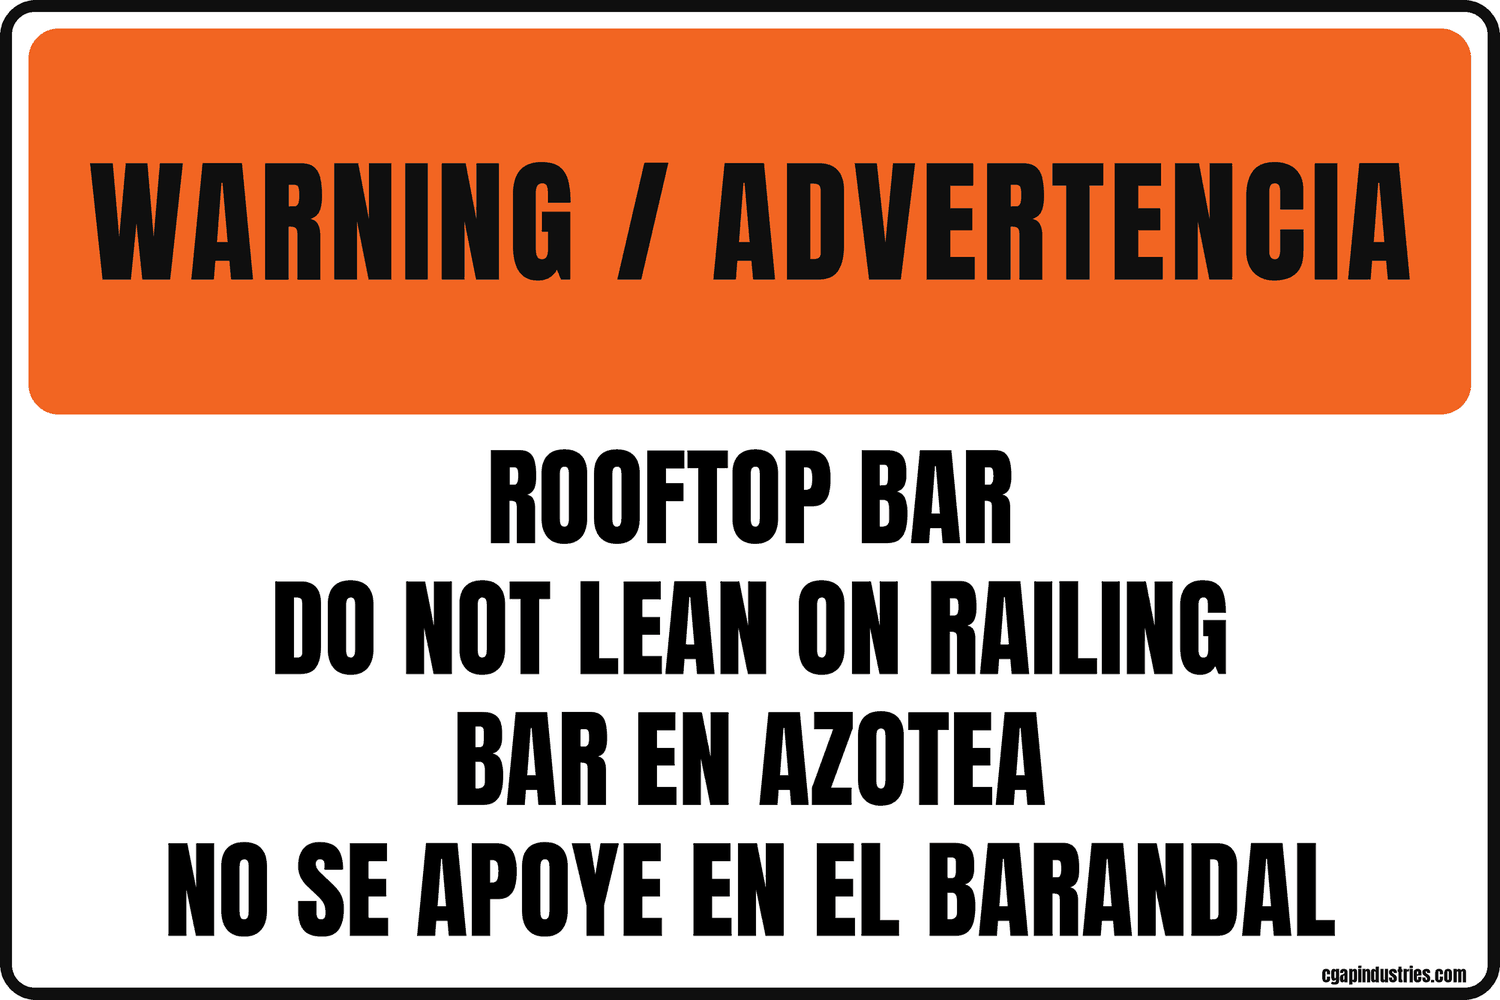 WARNING / ADVERTENCIA
ROOFTOP BAR
DO NOT LEAN ON RAILING
BAR EN AZOTEA
NO SE APOYE EN EL BARANDAL
cgapindustries.com